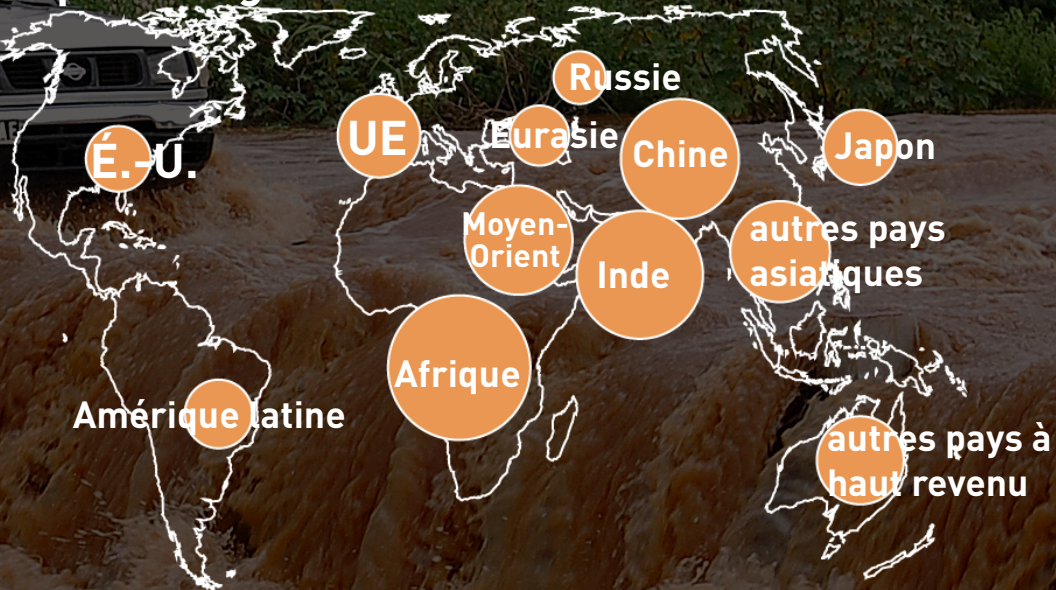 Russie
UE
Eurasie
Chine
Japon
É.-U.
Moyen-
Orient
autres pays
asiatiques
Inde
Afrique
Amérique latine
autres pays à
haut revenu